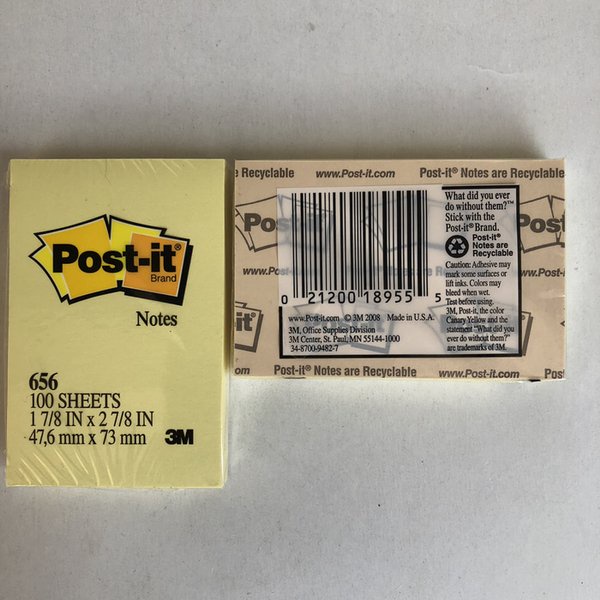 Post-it®
Brand
Notes
656
100 SHEETS
1 7/8 IN x 2 7/8 IN
47,6 mm x 73 mm
3M
e Recyclable www.Post-it.com Post-it® Notes are Recyclable
What did you ever
do without them?™
Stick with the
Post-it® Brand.
Post-it®
Notes are
Recyclable
Caution: Adhesive may
mark some surfaces or
lift inks. Colors may
bleed when wet.
Test before using.
3M, Post-it, the color
Canary Yellow and the
statement "What did you
ever do without them?"
are trademarks of 3M.
0 21200 18955 5
www.Post-it.com © 3M 2008 Made in U.S.A.
3M, Office Supplies Division
3M Center, St. Paul, MN 55144-1000
34-8700-9482-7
com Post-it® Notes are Recyclable www.Post-it.com Post-i